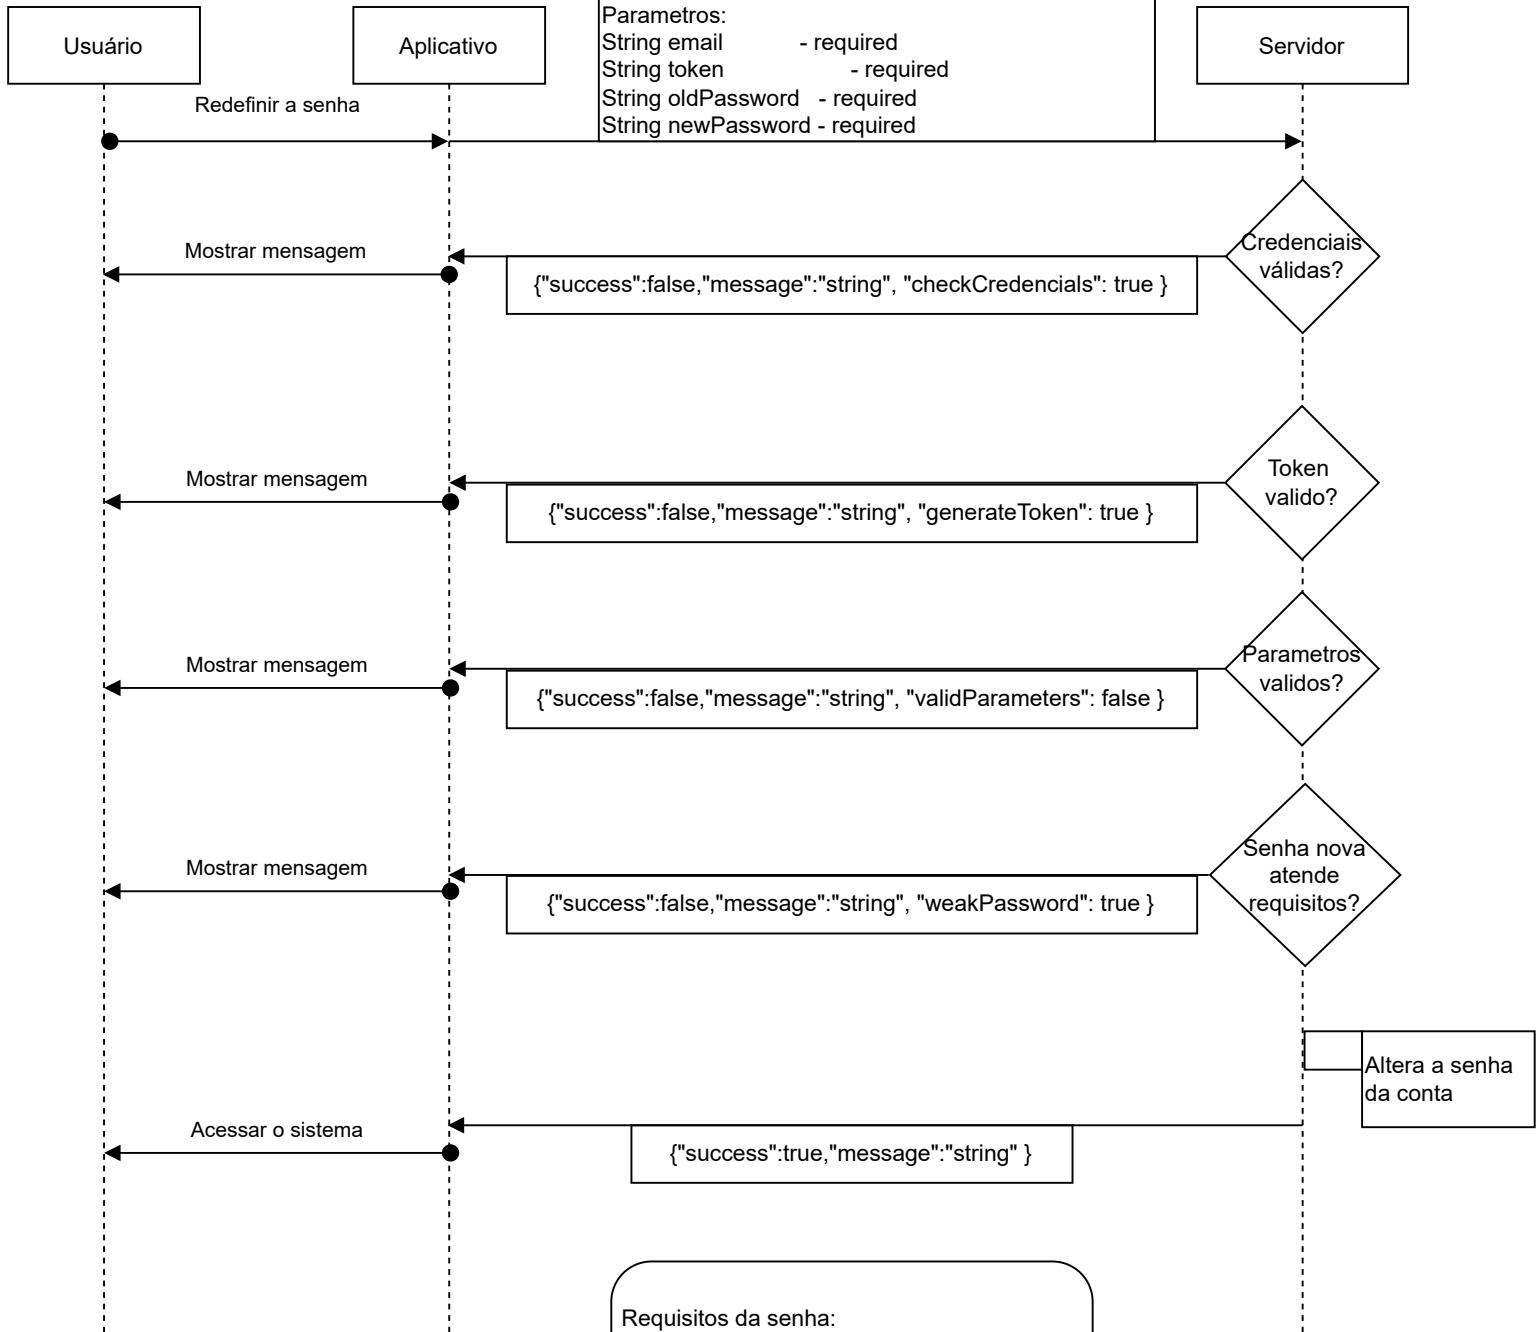 Usuário
Aplicativo
Servidor
Parametros:
String email - required
String token - required
String oldPassword - required
String newPassword - required
Redefinir a senha
Credenciais
válidas?
Mostrar mensagem
{"success":false,"message":"string", "checkCredencials": true }
Token
valido?
Mostrar mensagem
{"success":false,"message":"string", "generateToken": true }
Parametros
validos?
Mostrar mensagem
{"success":false,"message":"string", "validParameters": false }
Senha nova
atende
requisitos?
Mostrar mensagem
{"success":false,"message":"string", "weakPassword": true }
Altera a senha
da conta
Acessar o sistema
{"success":true,"message":"string" }
Requisitos da senha: